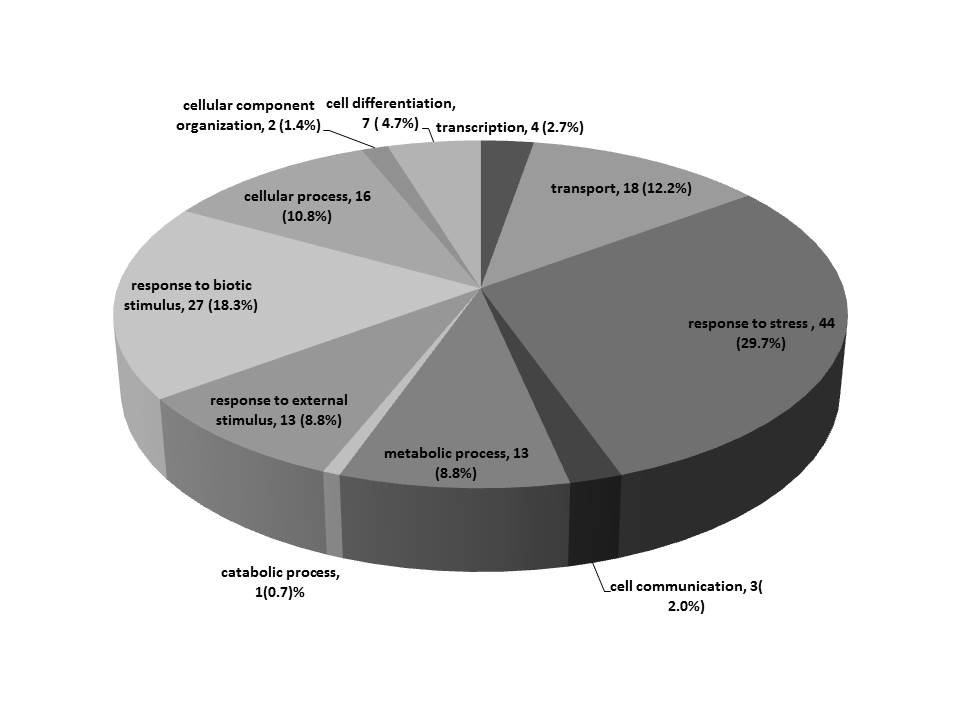 cellular component
organization, 2 (1.4%)
cell differentiation,
7 ( 4.7%)
transcription, 4 (2.7%)
transport, 18 (12.2%)
cellular process, 16
(10.8%)
response to biotic
stimulus, 27 (18.3%)
response to stress , 44
(29.7%)
response to external
stimulus, 13 (8.8%)
metabolic process, 13
(8.8%)
catabolic process,
1(0.7)%
cell communication, 3(
2.0%)